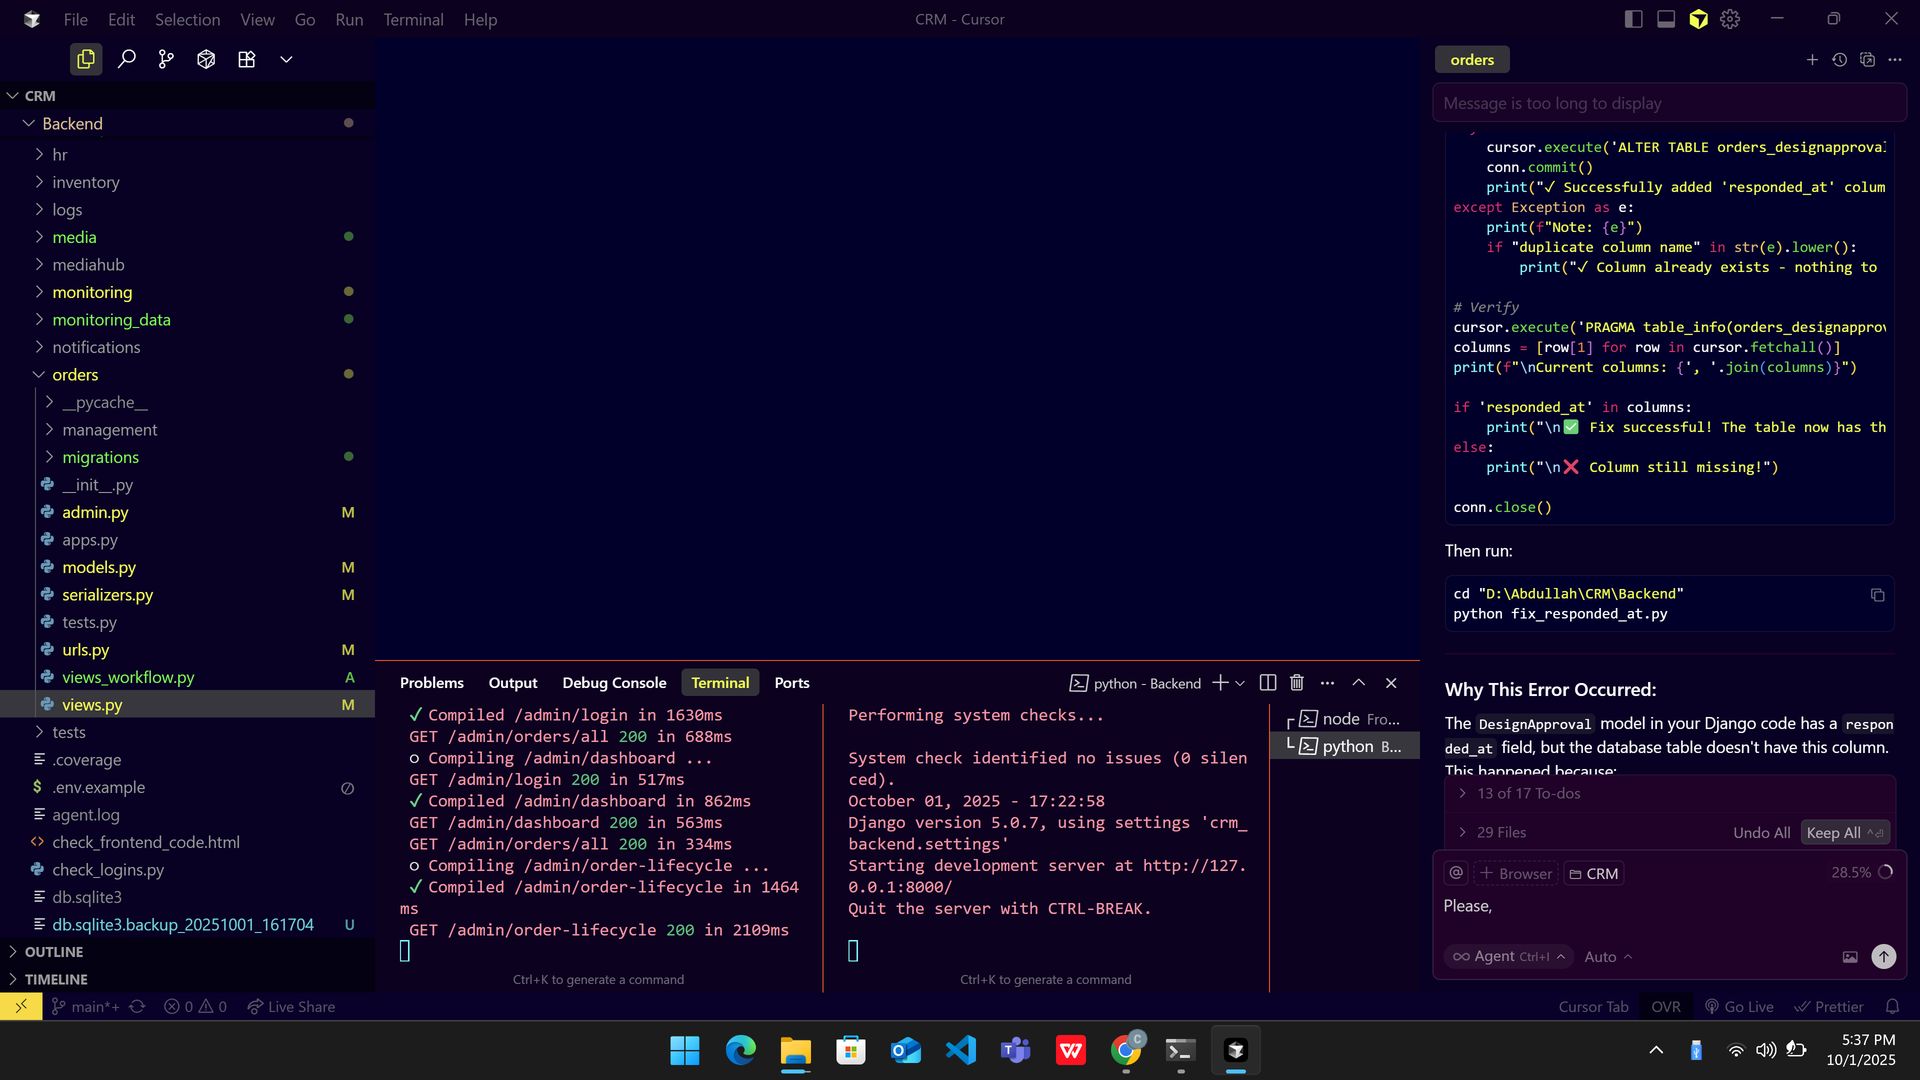 File Edit Selection View Go Run Terminal Help
CRM - Cursor
CRM
Backend
hr
inventory
logs
media
mediahub
monitoring
monitoring_data
notifications
orders
__pycache__
management
migrations
__init__.py
admin.py M
apps.py
models.py M
serializers.py M
tests.py
urls.py M
views_workflow.py A
views.py M
tests
.coverage
$ .env.example
agent.log
check_frontend_code.html
check_logins.py
db.sqlite3
db.sqlite3.backup_20251001_161704 U
OUTLINE
TIMELINE
Problems Output Debug Console Terminal Ports
python - Backend
✓ Compiled /admin/login in 1630ms
GET /admin/orders/all 200 in 688ms
○ Compiling /admin/dashboard ...
GET /admin/login 200 in 517ms
✓ Compiled /admin/dashboard in 862ms
GET /admin/dashboard 200 in 563ms
GET /admin/orders/all 200 in 334ms
○ Compiling /admin/order-lifecycle ...
✓ Compiled /admin/order-lifecycle in 1464
ms
GET /admin/order-lifecycle 200 in 2109ms
Ctrl+K to generate a command
Performing system checks...
System check identified no issues (0 silen
ced).
October 01, 2025 - 17:22:58
Django version 5.0.7, using settings 'crm_
backend.settings'
Starting development server at http://127.
0.0.1:8000/
Quit the server with CTRL-BREAK.
Ctrl+K to generate a command
node Fro...
python B...
orders
Message is too long to display
cursor.execute('ALTER TABLE orders_designapproval
conn.commit()
print("✓ Successfully added 'responded_at' colum
except Exception as e:
print(f"Note: {e}")
if "duplicate column name" in str(e).lower():
print("✓ Column already exists - nothing to
# Verify
cursor.execute('PRAGMA table_info(orders_designapprov
columns = [row[1] for row in cursor.fetchall()]
print(f"\nCurrent columns: {', '.join(columns)}")
if 'responded_at' in columns:
print("\n✅ Fix successful! The table now has th
else:
print("\n❌ Column still missing!")
conn.close()
Then run:
cd "D:\Abdullah\CRM\Backend"
python fix_responded_at.py
Why This Error Occurred:
The DesignApproval model in your Django code has a respon
ded_at field, but the database table doesn't have this column.
This happened because:
13 of 17 To-dos
29 Files Undo All Keep All
@ + Browser CRM 28.5%
Please,
Agent Ctrl+I Auto
main*+ 0 0 Live Share
Cursor Tab OVR Go Live Prettier
5:37 PM
10/1/2025